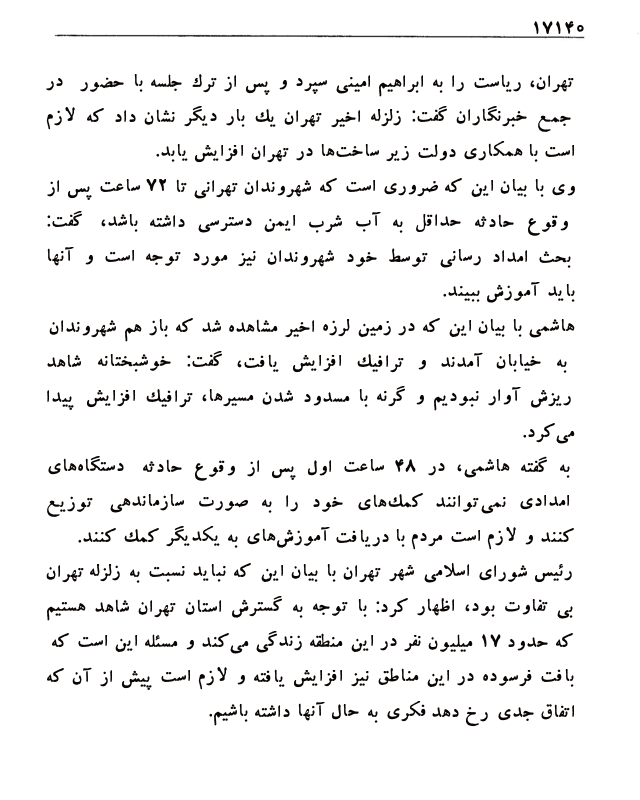 ۱۷۱۴۰
تهران، ریاست را به ابراهیم امینی سپرد و پس از ترك جلسه با حضور در
جمع خبرنگاران گفت: زلزله اخیر تهران یك بار دیگر نشان داد که لازم
است با همکاری دولت زیر ساخت‌ها در تهران افزایش یابد.
وی با بیان این که ضروری است که شهروندان تهرانی تا ۷۲ ساعت پس از
وقوع حادثه حداقل به آب شرب ایمن دسترسی داشته باشد، گفت:
بحث امداد رسانی توسط خود شهروندان نیز مورد توجه است و آنها
باید آموزش ببیند.
هاشمی با بیان این که در زمین لرزه اخیر مشاهده شد که باز هم شهروندان
به خیابان آمدند و ترافیك افزایش یافت، گفت: خوشبختانه شاهد
ریزش آوار نبودیم و گرنه با مسدود شدن مسیرها، ترافیك افزایش پیدا
می‌کرد.
به گفته هاشمی، در ۴۸ ساعت اول پس از وقوع حادثه دستگاه‌های
امدادی نمی‌توانند کمك‌های خود را به صورت سازماندهی توزیع
کنند و لازم است مردم با دریافت آموزش‌های به یکدیگر کمك کنند.
رئیس شورای اسلامی شهر تهران با بیان این که نباید نسبت به زلزله تهران
بی تفاوت بود، اظهار کرد: با توجه به گسترش استان تهران شاهد هستیم
که حدود ۱۷ میلیون نفر در این منطقه زندگی می‌کند و مسئله این است که
بافت فرسوده در این مناطق نیز افزایش یافته و لازم است پیش از آن که
اتفاق جدی رخ دهد فکری به حال آنها داشته باشیم.